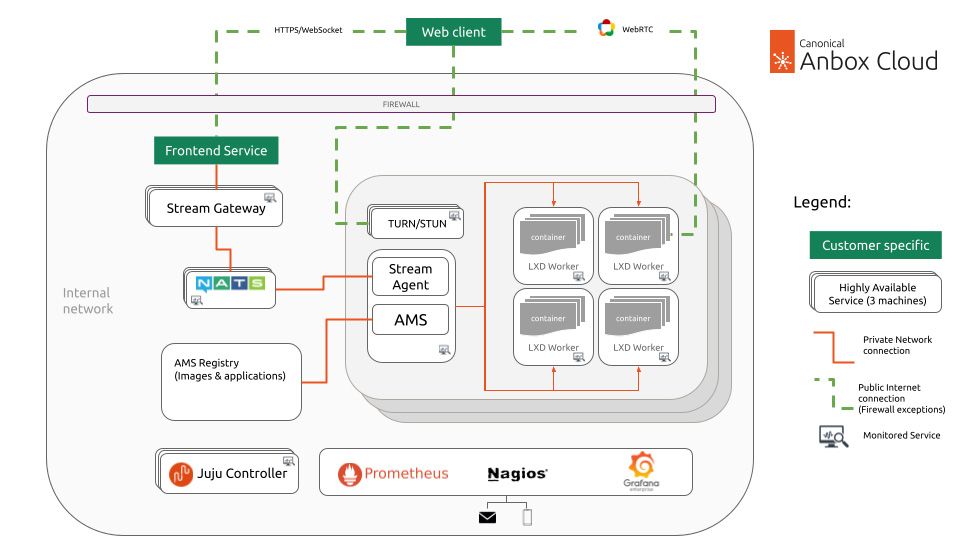 HTTPS/WebSocket
Web client
WebRTC
Canonical
Anbox Cloud
FIREWALL
Frontend Service
Stream Gateway
TURN/STUN
container
LXD Worker
container
LXD Worker
NATS
Stream
Agent
AMS
Internal
network
container
LXD Worker
container
LXD Worker
AMS Registry
(Images & applications)
Juju Controller
Prometheus
Nagios®
Grafana
enterprise
Legend:
Customer specific
Highly Available
Service (3 machines)
Private Network
connection
Public Internet
connection
(Firewall exceptions)
Monitored Service